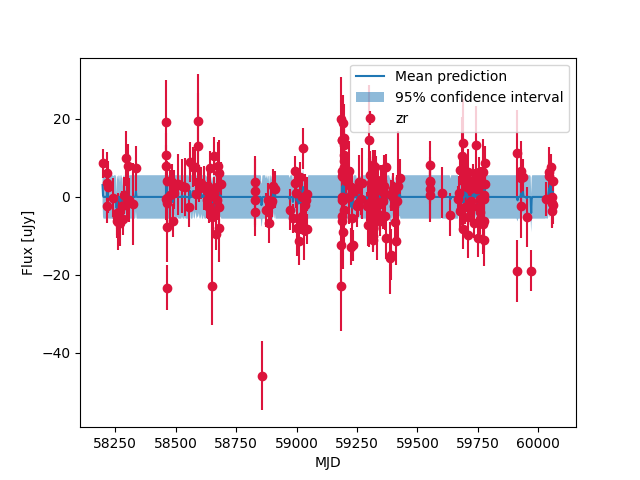 Mean prediction
95% confidence interval
zr
20
0
−20
−40
Flux [uJy]
58250 58500 58750 59000 59250 59500 59750 60000
MJD